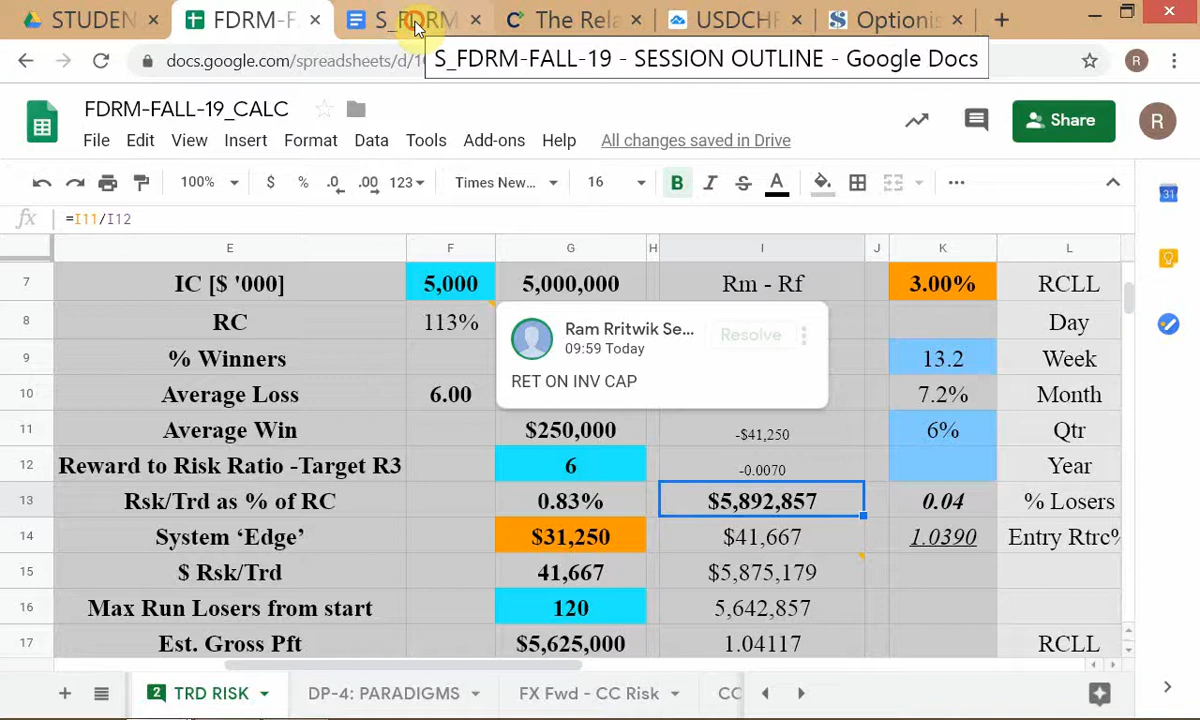 STUDEN
FDRM-F
S_FDRM
The Rela
USDCHF
Optionis
docs.google.com/spreadsheets/d/1
S_FDRM-FALL-19 - SESSION OUTLINE - Google Docs
R
FDRM-FALL-19_CALC
File Edit View Insert Format Data Tools Add-ons Help All changes saved in Drive
Share
R
100% $ % .0 .00 123 Times New... 16 B I S A
31
fx =I11/I12
E F G H I J K L
7 IC [$ '000] 5,000 5,000,000 Rm - Rf 3.00% RCLL
8 RC 113% Day
9 % Winners 13.2 Week
10 Average Loss 6.00 7.2% Month
11 Average Win $250,000 -$41,250 6% Qtr
12 Reward to Risk Ratio -Target R3 6 -0.0070 Year
13 Rsk/Trd as % of RC 0.83% $5,892,857 0.04 % Losers
14 System ‘Edge’ $31,250 $41,667 1.0390 Entry Rtrc%
15 $ Rsk/Trd 41,667 $5,875,179
16 Max Run Losers from start 120 5,642,857
17 Est. Gross Pft $5,625,000 1.04117 RCLL
Ram Rritwik Se...
09:59 Today
Resolve
RET ON INV CAP
2 TRD RISK DP-4: PARADIGMS FX Fwd - CC Risk CC